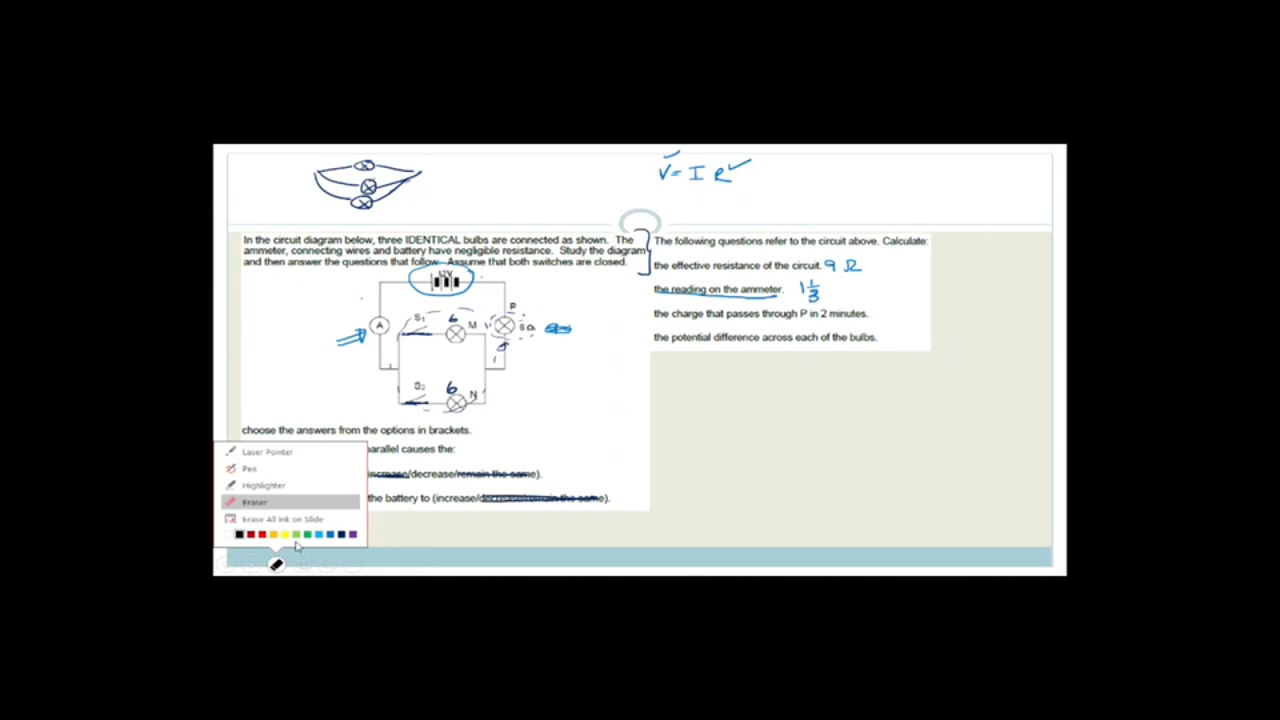 V = I R
In the circuit diagram below, three IDENTICAL bulbs are connected as shown. The
ammeter, connecting wires and battery have negligible resistance. Study the diagram
and then answer the questions that follow. Assume that both switches are closed.
12V
P
A
S1
6
M
6 Ω
S2
6
N
choose the answers from the options in brackets.
parallel causes the:
increase/decrease/remain the same).
the battery to (increase/decrease/remain the same).
The following questions refer to the circuit above. Calculate:
the effective resistance of the circuit. 9 Ω
the reading on the ammeter. 1 1/3
the charge that passes through P in 2 minutes.
the potential difference across each of the bulbs.
Laser Pointer
Pen
Highlighter
Eraser
Erase All Ink on Slide